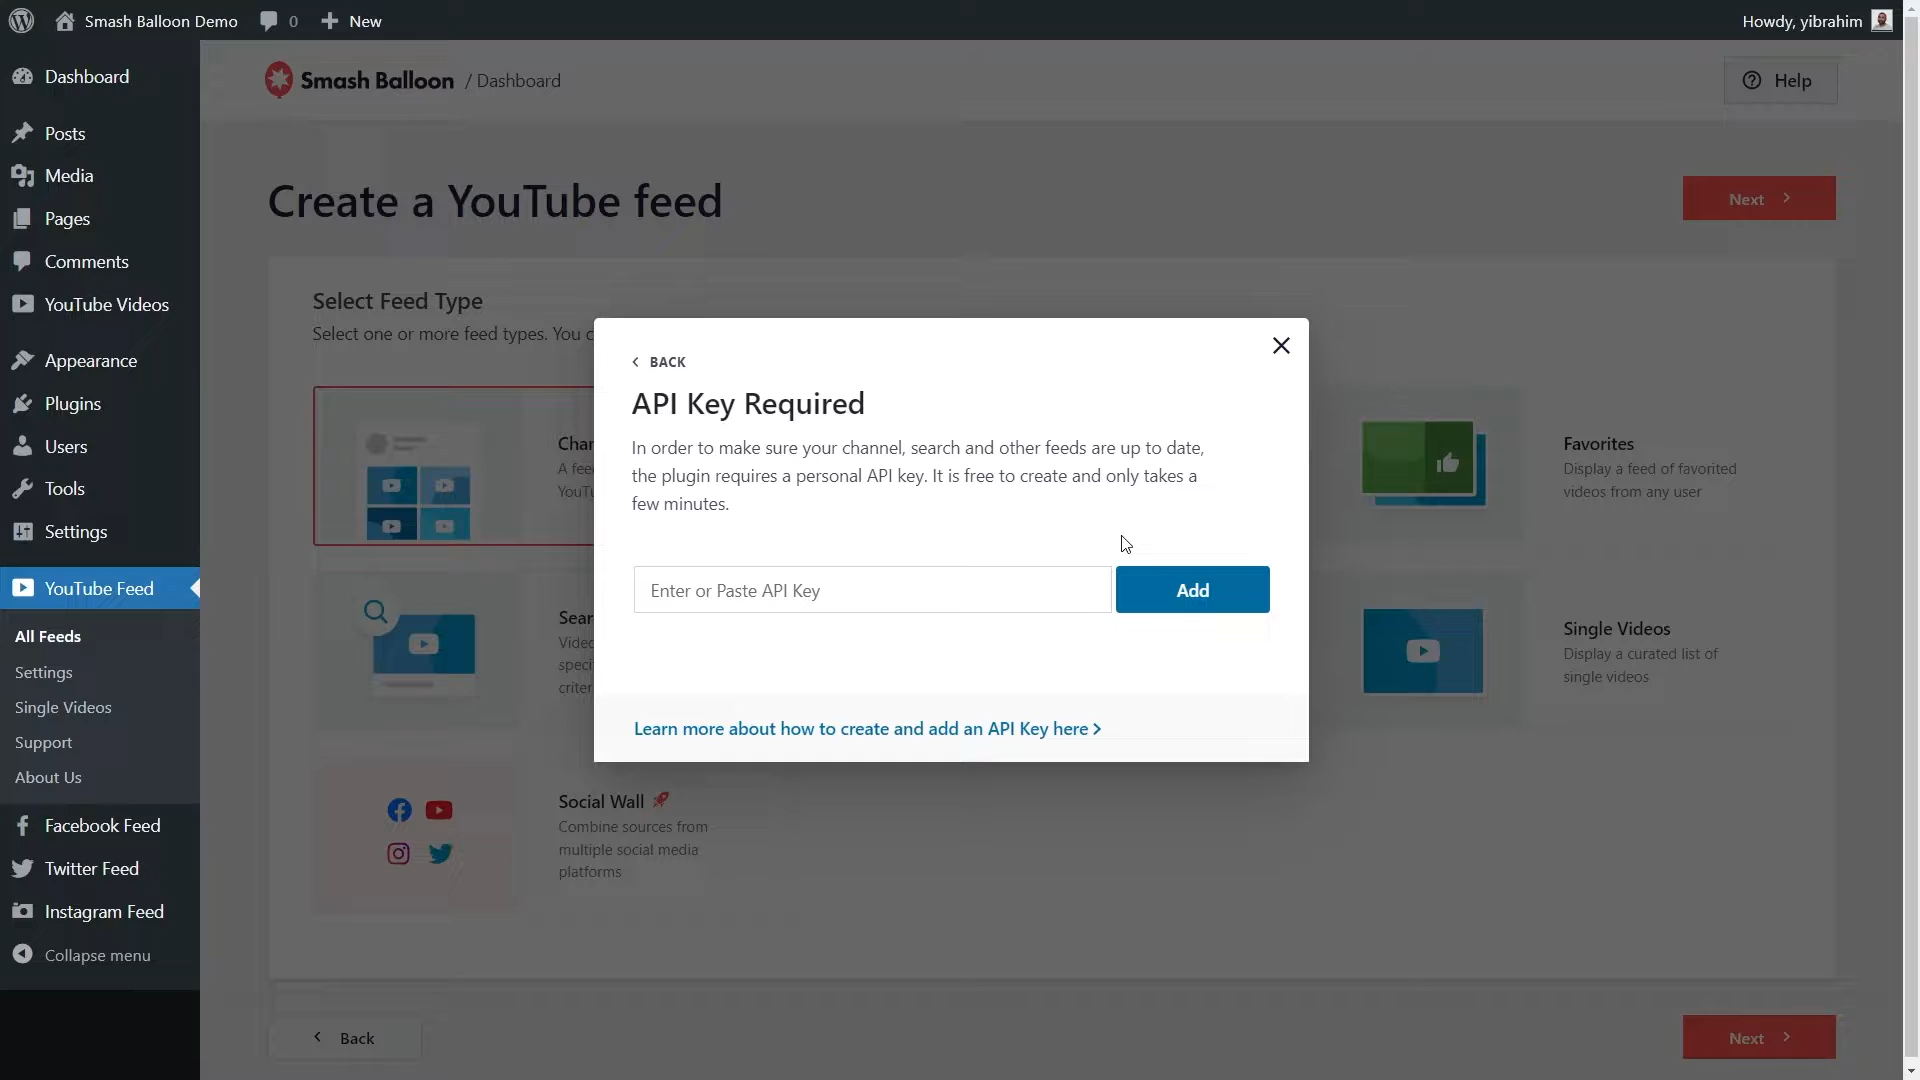 Smash Balloon Demo
0
New
Howdy, yibrahim
Dashboard
Posts
Media
Pages
Comments
YouTube Videos
Appearance
Plugins
Users
Tools
Settings
YouTube Feed
All Feeds
Settings
Single Videos
Support
About Us
Facebook Feed
Twitter Feed
Instagram Feed
Collapse menu
Smash Balloon / Dashboard
Help
Create a YouTube feed
Next
Select Feed Type
Select one or more feed types. You
BACK
API Key Required
In order to make sure your channel, search and other feeds are up to date,
the plugin requires a personal API key. It is free to create and only takes a
few minutes.
Enter or Paste API Key
Add
Learn more about how to create and add an API Key here
Favorites
Display a feed of favorited
videos from any user
Single Videos
Display a curated list of
single videos
Social Wall
Combine sources from
multiple social media
platforms
Back
Next